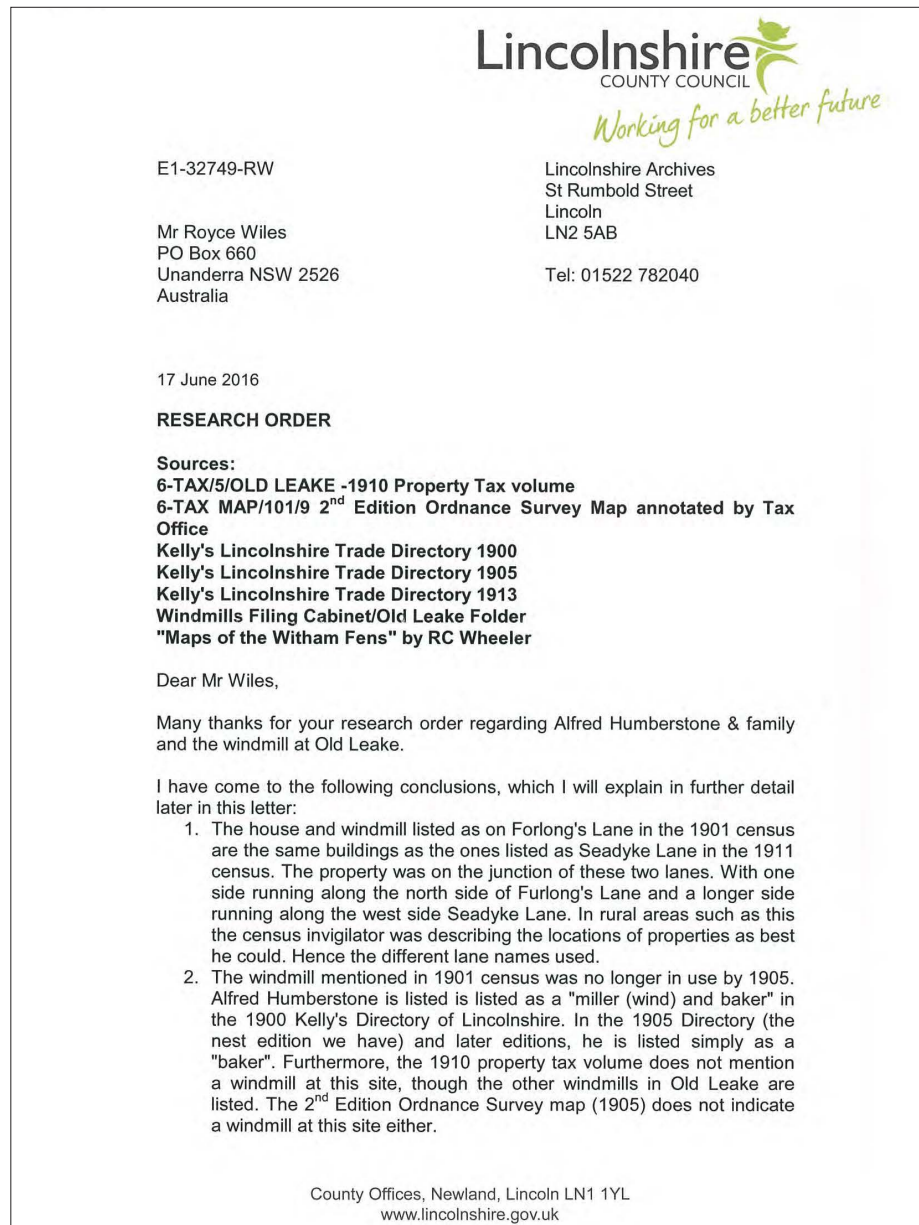 Lincolnshire
COUNTY COUNCIL
Working for a better future
E1-32749-RW
Lincolnshire Archives
St Rumbold Street
Lincoln
LN2 5AB
Mr Royce Wiles
PO Box 660
Unanderra NSW 2526
Australia
Tel: 01522 782040
17 June 2016
RESEARCH ORDER
Sources:
6-TAX/5/OLD LEAKE -1910 Property Tax volume
6-TAX MAP/101/9 2nd Edition Ordnance Survey Map annotated by Tax
Office
Kelly's Lincolnshire Trade Directory 1900
Kelly's Lincolnshire Trade Directory 1905
Kelly's Lincolnshire Trade Directory 1913
Windmills Filing Cabinet/Old Leake Folder
"Maps of the Witham Fens" by RC Wheeler
Dear Mr Wiles,
Many thanks for your research order regarding Alfred Humberstone & family
and the windmill at Old Leake.
I have come to the following conclusions, which I will explain in further detail
later in this letter:
1. The house and windmill listed as on Forlong's Lane in the 1901 census
are the same buildings as the ones listed as Seadyke Lane in the 1911
census. The property was on the junction of these two lanes. With one
side running along the north side of Furlong's Lane and a longer side
running along the west side Seadyke Lane. In rural areas such as this
the census invigilator was describing the locations of properties as best
he could. Hence the different lane names used.
2. The windmill mentioned in 1901 census was no longer in use by 1905.
Alfred Humberstone is listed is listed as a "miller (wind) and baker" in
the 1900 Kelly's Directory of Lincolnshire. In the 1905 Directory (the
nest edition we have) and later editions, he is listed simply as a
"baker". Furthermore, the 1910 property tax volume does not mention
a windmill at this site, though the other windmills in Old Leake are
listed. The 2nd Edition Ordnance Survey map (1905) does not indicate
a windmill at this site either.
County Offices, Newland, Lincoln LN1 1YL
www.lincolnshire.gov.uk